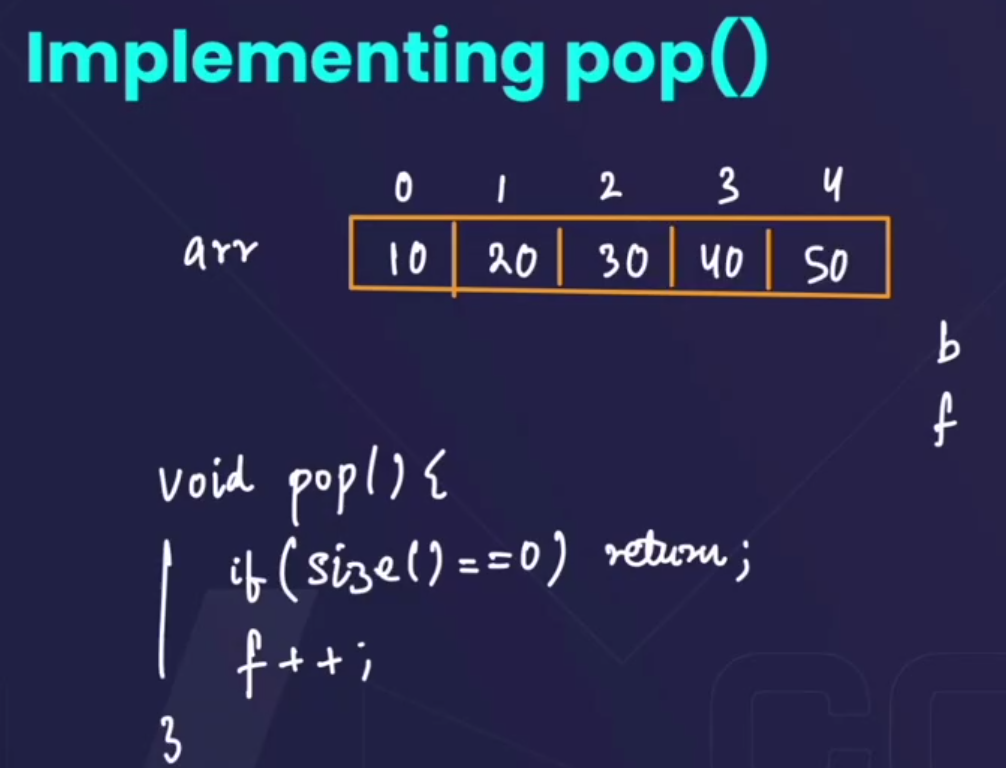 Implementing pop()
0 1 2 3 4
arr 10 20 30 40 50
b
f
void pop() {
if (size() == 0) return;
f++;
}